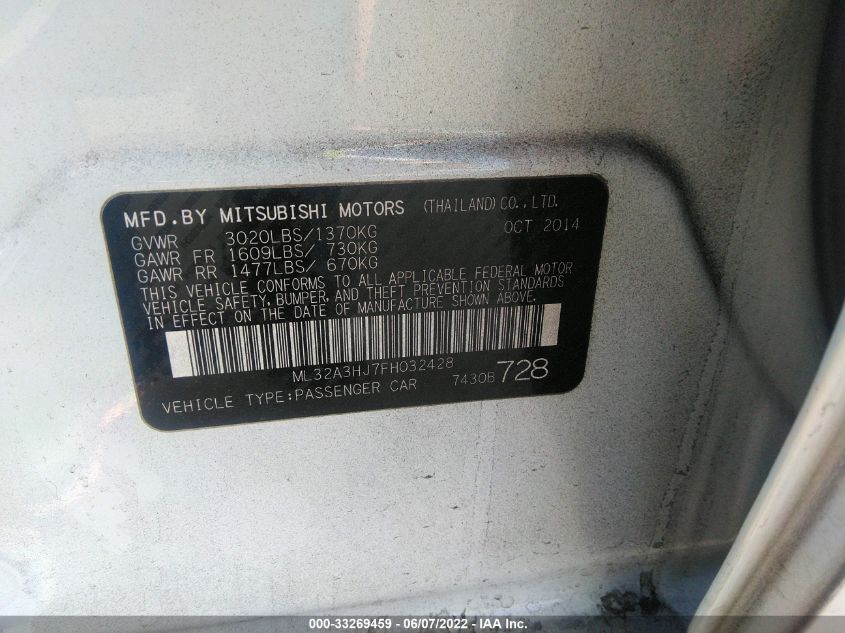 MFD.BY MITSUBISHI MOTORS (THAILAND) CO., LTD.
GVWR 3020LBS/1370KG OCT 2014
GAWR FR 1609LBS/ 730KG
GAWR RR 1477LBS/ 670KG
THIS VEHICLE CONFORMS TO ALL APPLICABLE FEDERAL MOTOR
VEHICLE SAFETY, BUMPER, AND THEFT PREVENTION STANDARDS
IN EFFECT ON THE DATE OF MANUFACTURE SHOWN ABOVE.
ML32A3HJ7FH032428
VEHICLE TYPE:PASSENGER CAR 7430B 728
000-33269459 - 06/07/2022 - IAA Inc.